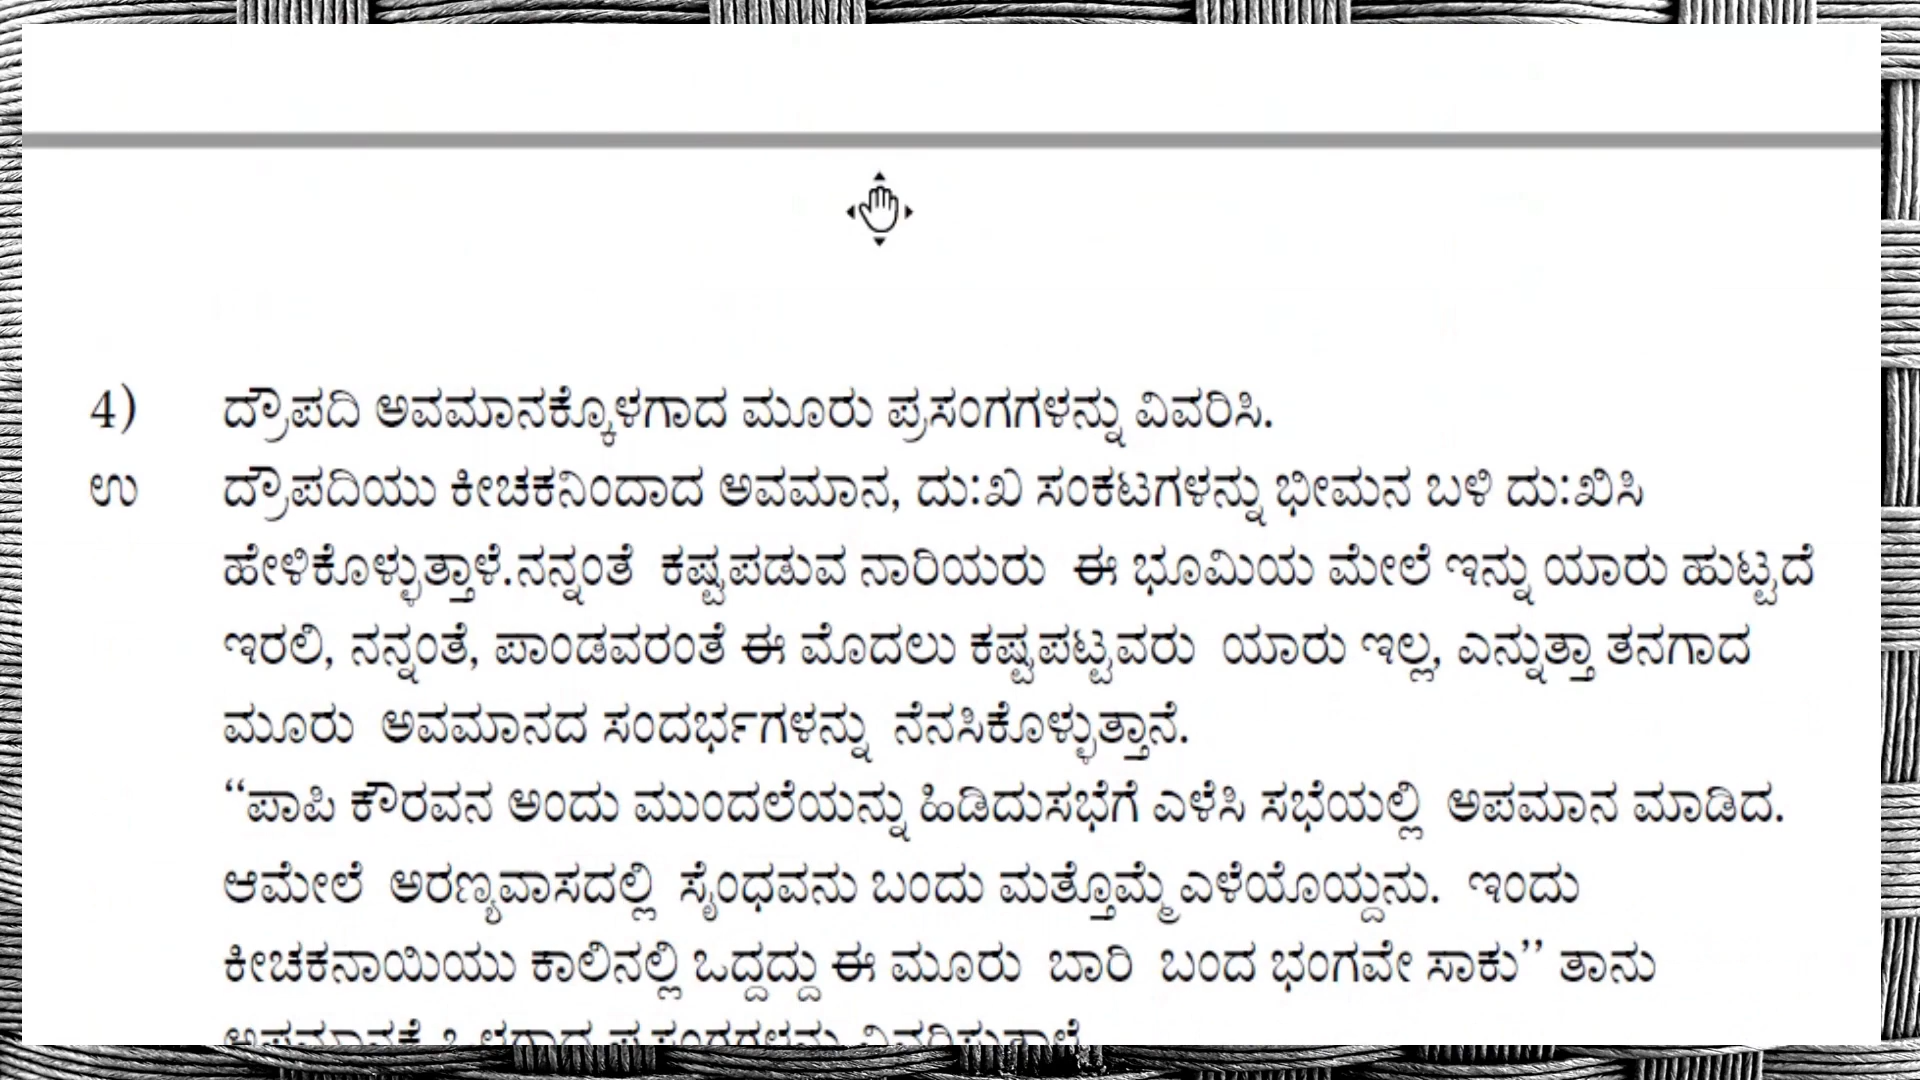 4) ದ್ರೌಪದಿ ಅವಮಾನಕ್ಕೊಳಗಾದ ಮೂರು ಪ್ರಸಂಗಗಳನ್ನು ವಿವರಿಸಿ.
ಉ ದ್ರೌಪದಿಯು ಕೀಚಕನಿಂದಾದ ಅವಮಾನ, ದು:ಖ ಸಂಕಟಗಳನ್ನು ಭೀಮನ ಬಳಿ ದು:ಖಿಸಿ
ಹೇಳಿಕೊಳ್ಳುತ್ತಾಳೆ.ನನ್ನಂತೆ ಕಷ್ಟಪಡುವ ನಾರಿಯರು ಈ ಭೂಮಿಯ ಮೇಲೆ ಇನ್ನು ಯಾರು ಹುಟ್ಟದೆ
ಇರಲಿ, ನನ್ನಂತೆ, ಪಾಂಡವರಂತೆ ಈ ಮೊದಲು ಕಷ್ಟಪಟ್ಟವರು ಯಾರು ಇಲ್ಲ, ಎನ್ನುತ್ತಾ ತನಗಾದ
ಮೂರು ಅವಮಾನದ ಸಂದರ್ಭಗಳನ್ನು ನೆನಸಿಕೊಳ್ಳುತ್ತಾನೆ.
“ಪಾಪಿ ಕೌರವನ ಅಂದು ಮುಂದಲೆಯನ್ನು ಹಿಡಿದುಸಭೆಗೆ ಎಳೆಸಿ ಸಭೆಯಲ್ಲಿ ಅಪಮಾನ ಮಾಡಿದ.
ಆಮೇಲೆ ಅರಣ್ಯವಾಸದಲ್ಲಿ ಸೈಂಧವನು ಬಂದು ಮತ್ತೊಮ್ಮೆ ಎಳೆಯೊಯ್ದನು. ಇಂದು
ಕೀಚಕನಾಯಿಯು ಕಾಲಿನಲ್ಲಿ ಒದ್ದದ್ದು ಈ ಮೂರು ಬಾರಿ ಬಂದ ಭಂಗವೇ ಸಾಕು” ತಾನು